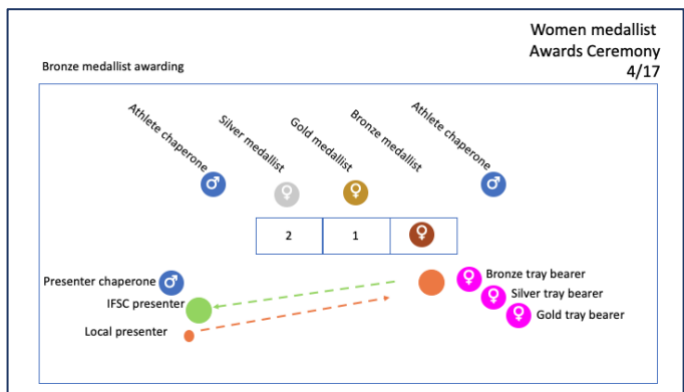 Women medallist
Awards Ceremony
4/17
Bronze medallist awarding
Athlete chaperone
Silver medallist
Gold medallist
Bronze medallist
Athlete chaperone
2
1
Presenter chaperone
IFSC presenter
Local presenter
Bronze tray bearer
Silver tray bearer
Gold tray bearer